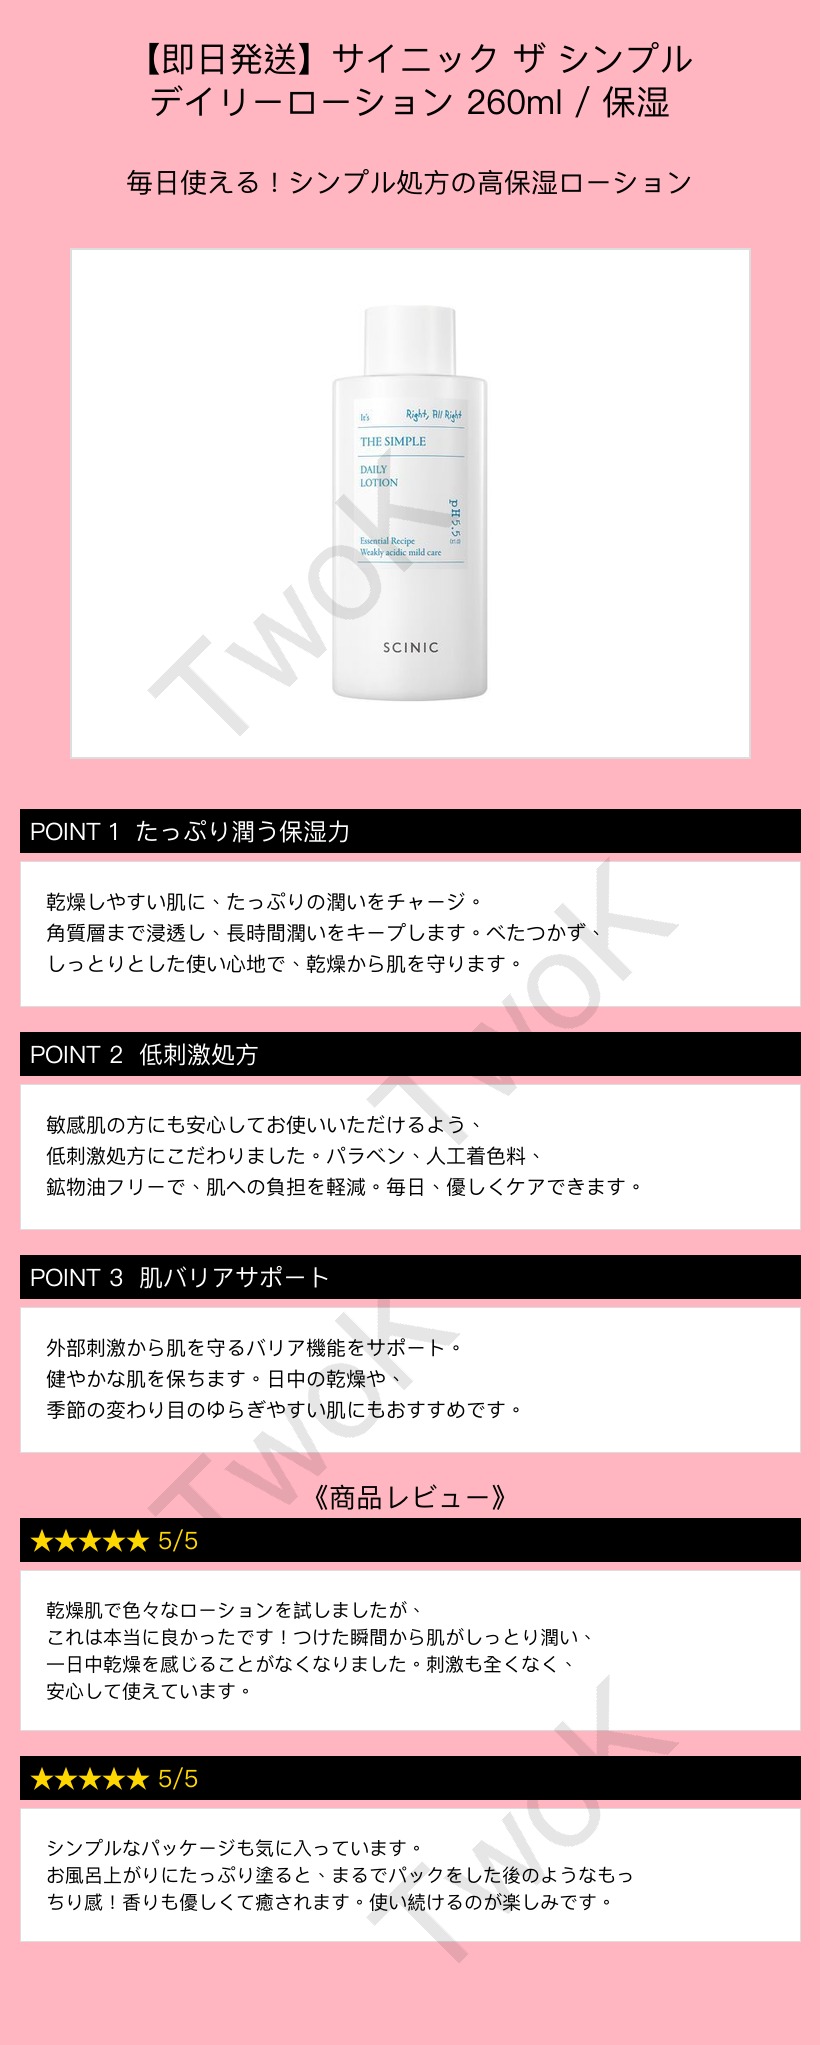 【即日発送】サイニック ザ シンプル
デイリーローション 260ml / 保湿
毎日使える！シンプル処方の高保湿ローション
It's
Right, All Right
THE SIMPLE
DAILY
LOTION
pH5.5
Essential Recipe
Weakly acidic mild care
SCINIC
TwoK
POINT 1 たっぷり潤う保湿力
乾燥しやすい肌に、たっぷりの潤いをチャージ。
角質層まで浸透し、長時間潤いをキープします。べたつかず、
しっとりとした使い心地で、乾燥から肌を守ります。
TwoK
POINT 2 低刺激処方
敏感肌の方にも安心してお使いいただけるよう、
低刺激処方にこだわりました。パラベン、人工着色料、
鉱物油フリーで、肌への負担を軽減。毎日、優しくケアできます。
POINT 3 肌バリアサポート
外部刺激から肌を守るバリア機能をサポート。
健やかな肌を保ちます。日中の乾燥や、
季節の変わり目のゆらぎやすい肌にもおすすめです。
TwoK
《商品レビュー》
★★★★★ 5/5
乾燥肌で色々なローションを試しましたが、
これは本当に良かったです！つけた瞬間から肌がしっとり潤い、
一日中乾燥を感じることがなくなりました。刺激も全くなく、
安心して使えています。
★★★★★ 5/5
シンプルなパッケージも気に入っています。
お風呂上がりにたっぷり塗ると、まるでパックをした後のようなもっ
ちり感！香りも優しくて癒されます。使い続けるのが楽しみです。
TwoK